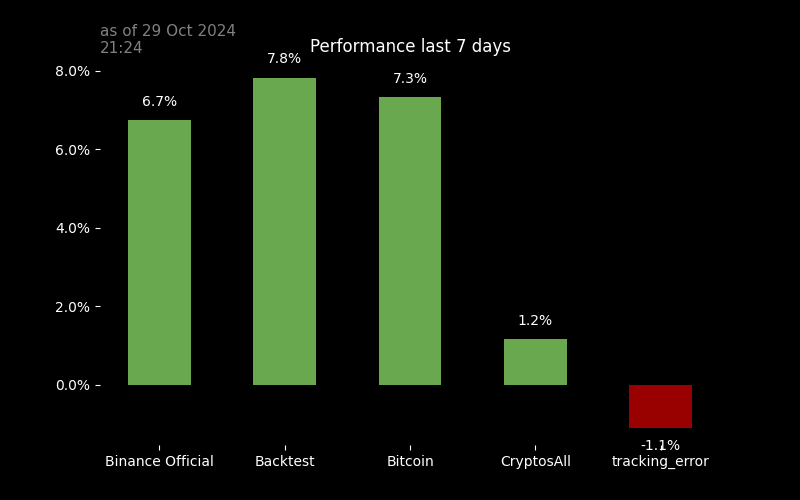 as of 29 Oct 2024
21:24
Performance last 7 days
8.0%
6.0%
4.0%
2.0%
0.0%
6.7%
7.8%
7.3%
1.2%
-1.1%
Binance Official
Backtest
Bitcoin
CryptosAll
tracking_error